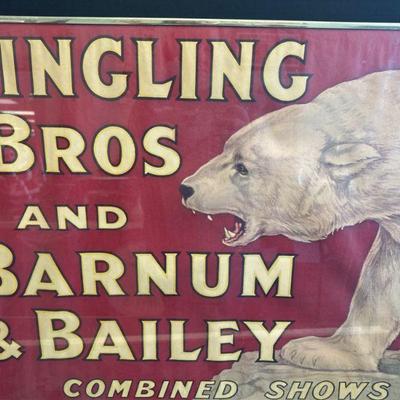 INGLING
BROS
AND
BARNUM
& BAILEY
COMBINED SHOWS